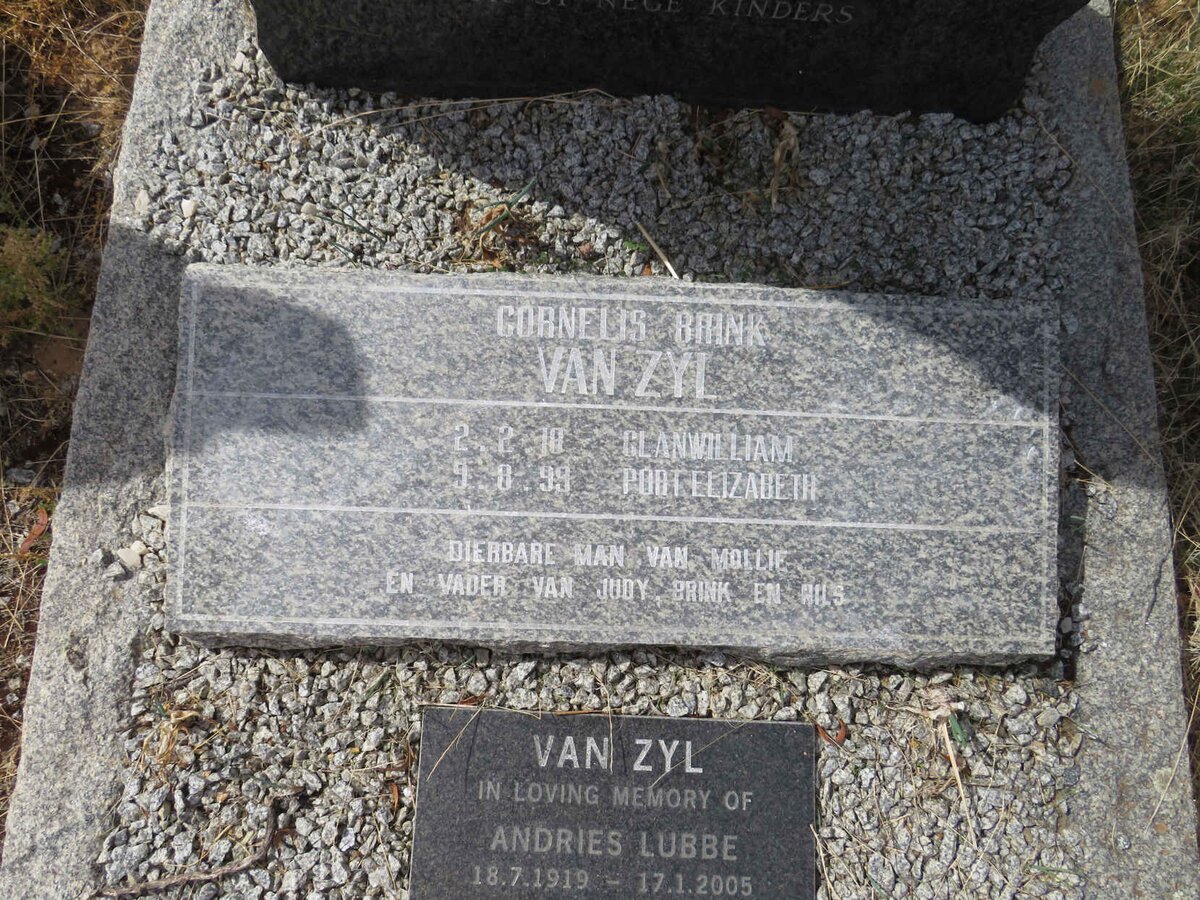 NEGE KINDERS
CORNELIS BRINK
VAN ZYL
2.2.18 CLANWILLIAM
5.8.99 PORT ELIZABETH
DIERBARE MAN VAN MOLLIE
EN VADER VAN JUDY, BRINK EN
VAN ZYL
IN LOVING MEMORY OF
ANDRIES LUBBE
18.7.1919 – 17.1.2005